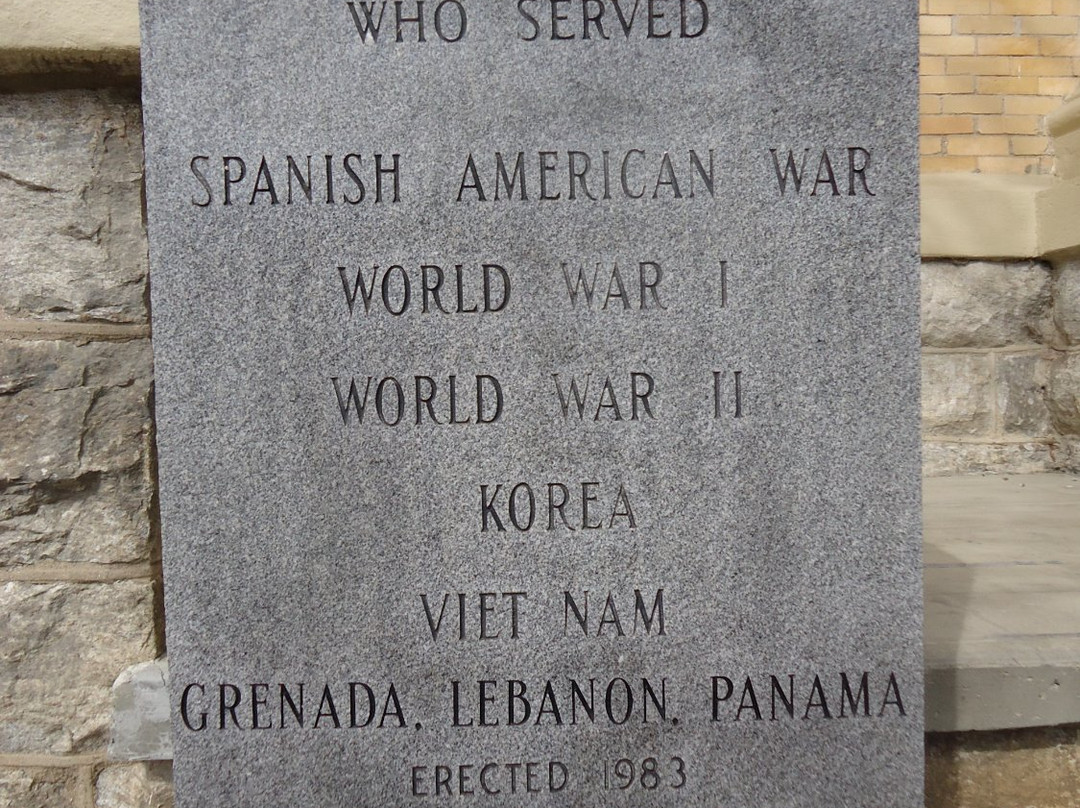 WHO SERVED
SPANISH AMERICAN WAR
WORLD WAR I
WORLD WAR II
KOREA
VIET NAM
GRENADA. LEBANON. PANAMA
ERECTED 1983